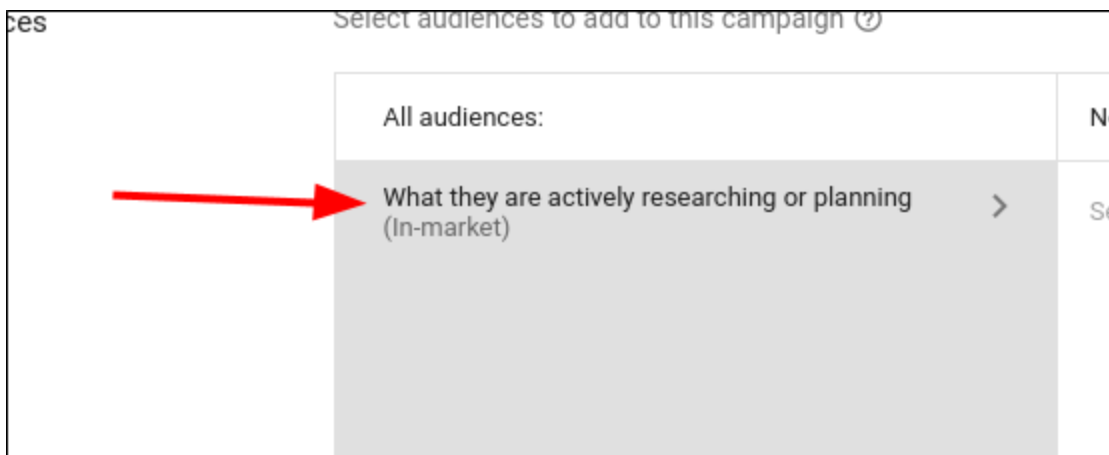 Select audiences to add to this campaign
All audiences:
What they are actively researching or planning
(In-market)